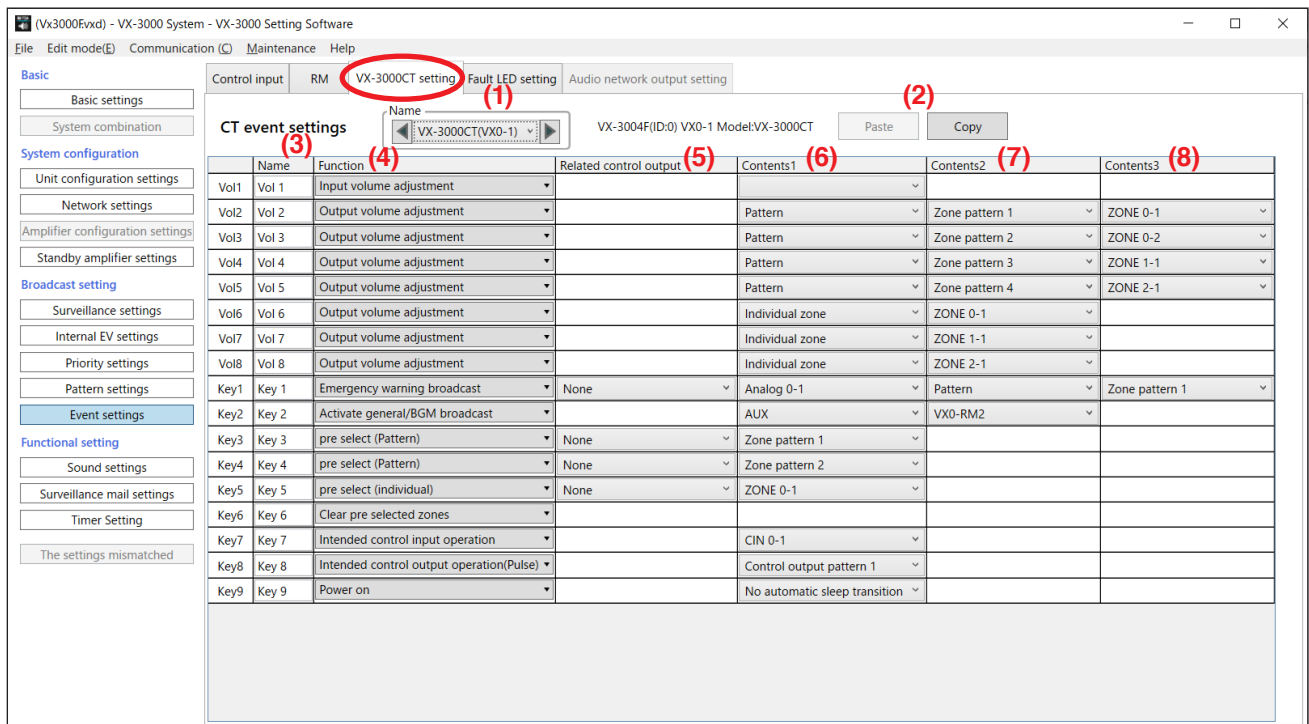 (Vx3000F.vxd) - VX-3000 System - VX-3000 Setting Software
File Edit mode(E) Communication (C) Maintenance Help
Basic
Basic settings
System combination
System configuration
Unit configuration settings
Network settings
Amplifier configuration settings
Standby amplifier settings
Broadcast setting
Surveillance settings
Internal EV settings
Priority settings
Pattern settings
Event settings
Functional setting
Sound settings
Surveillance mail settings
Timer Setting
The settings mismatched
Control input RM VX-3000CT setting Fault LED setting Audio network output setting
(1) (2)
CT event settings Name VX-3000CT(VX0-1) VX-3004F(ID:0) VX0-1 Model:VX-3000CT Paste Copy
(3) (4) (5) (6) (7) (8)
Name Function Related control output Contents1 Contents2 Contents3
Vol1 Vol 1 Input volume adjustment
Vol2 Vol 2 Output volume adjustment Pattern Zone pattern 1 ZONE 0-1
Vol3 Vol 3 Output volume adjustment Pattern Zone pattern 2 ZONE 0-2
Vol4 Vol 4 Output volume adjustment Pattern Zone pattern 3 ZONE 1-1
Vol5 Vol 5 Output volume adjustment Pattern Zone pattern 4 ZONE 2-1
Vol6 Vol 6 Output volume adjustment Individual zone ZONE 0-1
Vol7 Vol 7 Output volume adjustment Individual zone ZONE 1-1
Vol8 Vol 8 Output volume adjustment Individual zone ZONE 2-1
Key1 Key 1 Emergency warning broadcast None Analog 0-1 Pattern Zone pattern 1
Key2 Key 2 Activate general/BGM broadcast AUX VX0-RM2
Key3 Key 3 pre select (Pattern) None Zone pattern 1
Key4 Key 4 pre select (Pattern) None Zone pattern 2
Key5 Key 5 pre select (individual) None ZONE 0-1
Key6 Key 6 Clear pre selected zones
Key7 Key 7 Intended control input operation CIN 0-1
Key8 Key 8 Intended control output operation(Pulse) Control output pattern 1
Key9 Key 9 Power on No automatic sleep transition